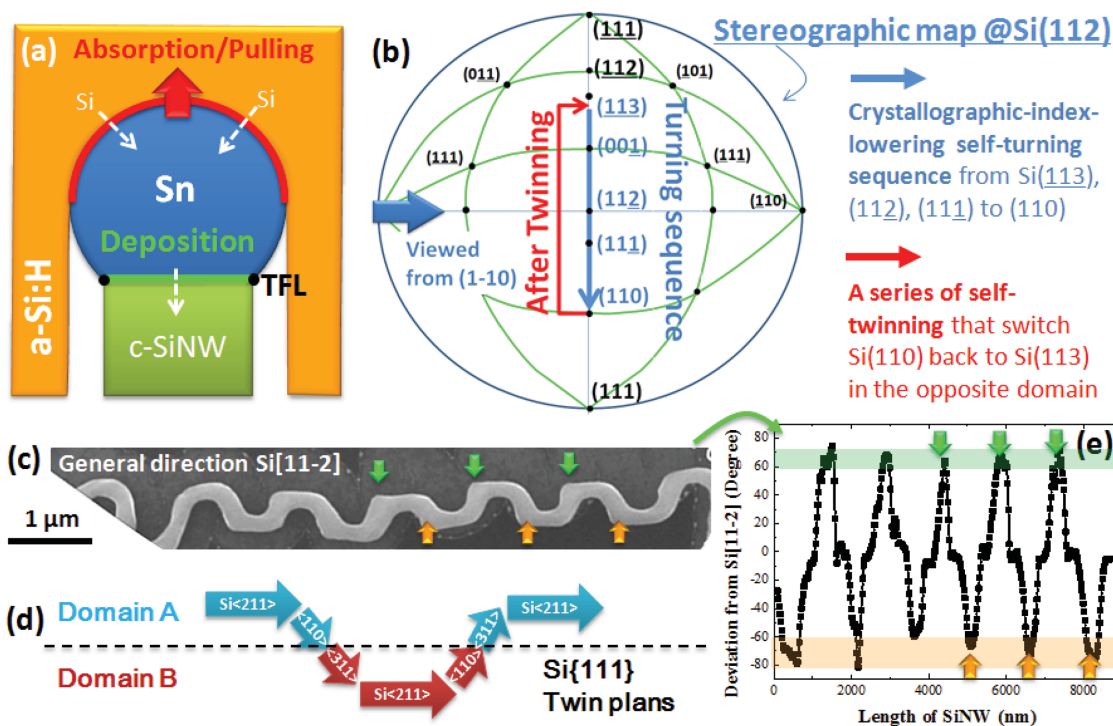 (a)
Absorption/Pulling
Si
Si
Sn
Deposition
TFL
a-Si:H
c-SiNW
(b)
Stereographic map @Si(112)
(111)
(112)
(011)
(101)
(113)
(001)
(111)
(111)
(112)
(110)
(111)
(110)
(111)
Viewed
from (1-10)
After Twinning
Turning sequence
Crystallographic-index-
lowering self-turning
sequence from Si(113),
(112), (111) to (110)
A series of self-
twinning that switch
Si(110) back to Si(113)
in the opposite domain
(c)
General direction Si[11-2]
1 µm
(d)
Domain A
Domain B
Si<211>
<110>
<311>
Si<211>
<110>
<311>
Si<211>
Si{111}
Twin plans
(e)
Deviation from Si[11-2] (Degree)
80
60
40
20
0
-20
-40
-60
-80
0
2000
4000
6000
8000
Length of SiNW (nm)